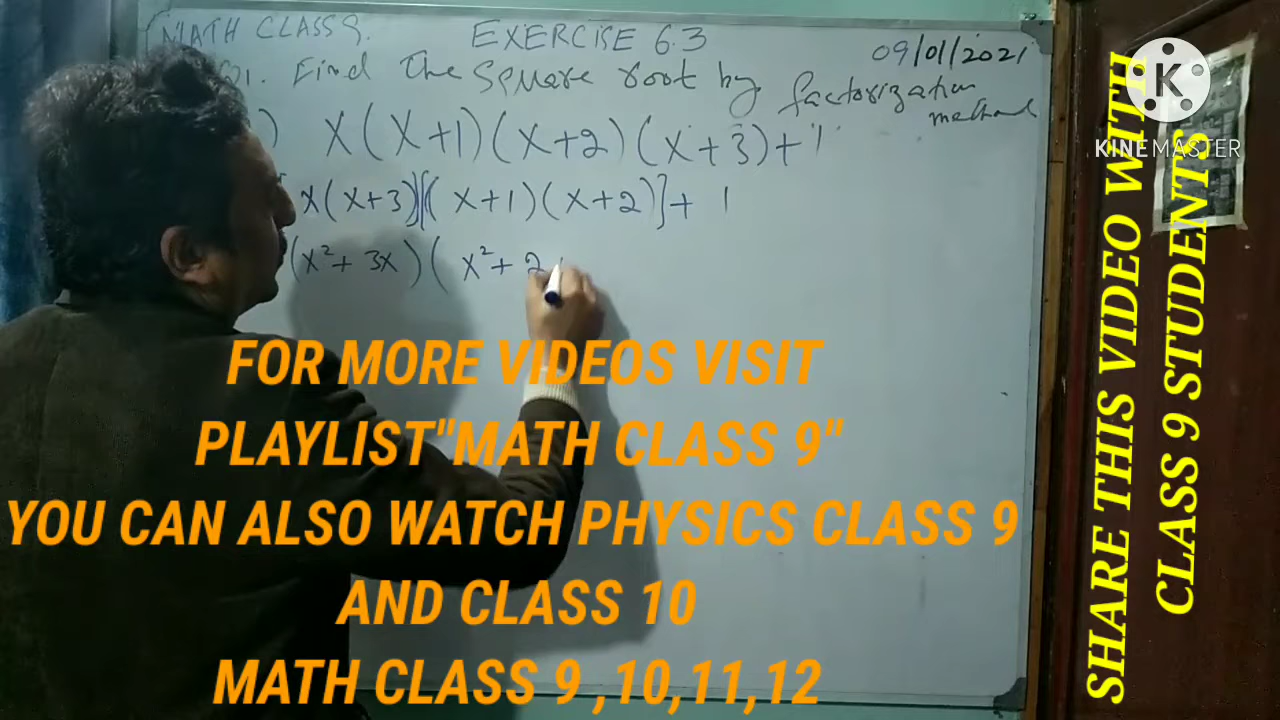 MATH CLASS 9. EXERCISE 6.3 09/01/2021
Q1. Find the Square root by factorization method
) X(X+1)(X+2)(X+3)+1
[X(X+3)][(X+1)(X+2)]+1
(X²+3X)(X²+2
K
KINEMASTER
FOR MORE VIDEOS VISIT
PLAYLIST"MATH CLASS 9"
YOU CAN ALSO WATCH PHYSICS CLASS 9
AND CLASS 10
MATH CLASS 9 ,10,11,12
SHARE THIS VIDEO WITH
CLASS 9 STUDENTS